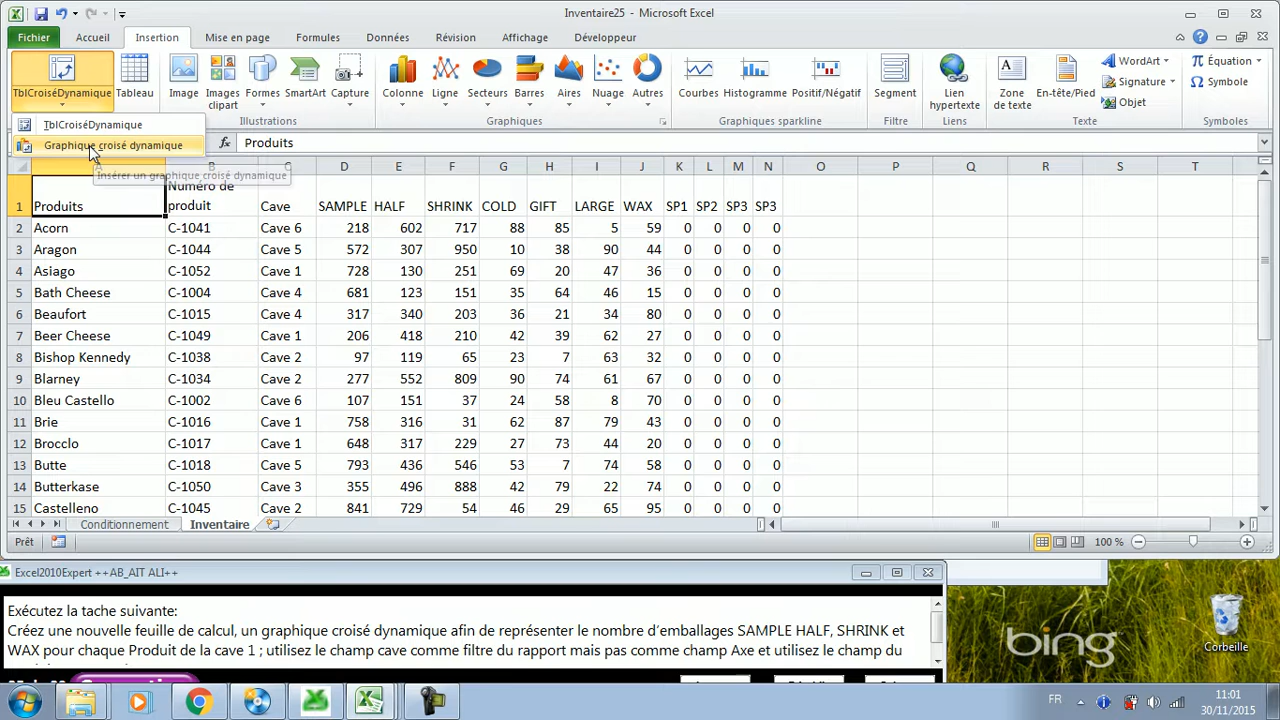 Inventaire25 - Microsoft Excel
Fichier Accueil Insertion Mise en page Formules Données Révision Affichage Développeur
TblCroiséDynamique Tableau Image Images clipart Formes SmartArt Capture Colonne Ligne Secteurs Barres Aires Nuage Autres Courbes Histogramme Positif/Négatif Segment Lien hypertexte Zone de texte En-tête/Pied WordArt Signature Objet Équation Symbole
Illustrations Graphiques Graphiques sparkline Filtre Liens Texte Symboles
TblCroiséDynamique
Graphique croisé dynamique
Insérer un graphique croisé dynamique
fx Produits
B C D E F G H I J K L M N O P Q R S T
1 Produits Numéro de produit Cave SAMPLE HALF SHRINK COLD GIFT LARGE WAX SP1 SP2 SP3 SP3
2 Acorn C-1041 Cave 6 218 602 717 88 85 5 59 0 0 0 0
3 Aragon C-1044 Cave 5 572 307 950 10 38 90 44 0 0 0 0
4 Asiago C-1052 Cave 1 728 130 251 69 20 47 36 0 0 0 0
5 Bath Cheese C-1004 Cave 4 681 123 151 35 64 46 15 0 0 0 0
6 Beaufort C-1015 Cave 4 317 340 203 36 21 34 80 0 0 0 0
7 Beer Cheese C-1049 Cave 1 206 418 210 42 39 62 27 0 0 0 0
8 Bishop Kennedy C-1038 Cave 2 97 119 65 23 7 63 32 0 0 0 0
9 Blarney C-1034 Cave 2 277 552 809 90 74 61 67 0 0 0 0
10 Bleu Castello C-1002 Cave 6 107 151 37 24 58 8 70 0 0 0 0
11 Brie C-1016 Cave 1 758 316 31 62 87 79 43 0 0 0 0
12 Brocclo C-1017 Cave 1 648 317 229 27 73 44 20 0 0 0 0
13 Butte C-1018 Cave 5 793 436 546 53 7 74 58 0 0 0 0
14 Butterkase C-1050 Cave 3 355 496 888 42 79 22 74 0 0 0 0
15 Castelleno C-1045 Cave 2 841 729 54 46 29 65 95 0 0 0 0
Conditionnement Inventaire
Prêt 100 %
Excel2010Expert ++AB_AIT ALI++
Exécutez la tache suivante:
Créez une nouvelle feuille de calcul, un graphique croisé dynamique afin de représenter le nombre d'emballages SAMPLE HALF, SHRINK et
WAX pour chaque Produit de la cave 1 ; utilisez le champ cave comme filtre du rapport mais pas comme champ Axe et utilisez le champ du
bing
Corbeille
FR 11:01
30/11/2015